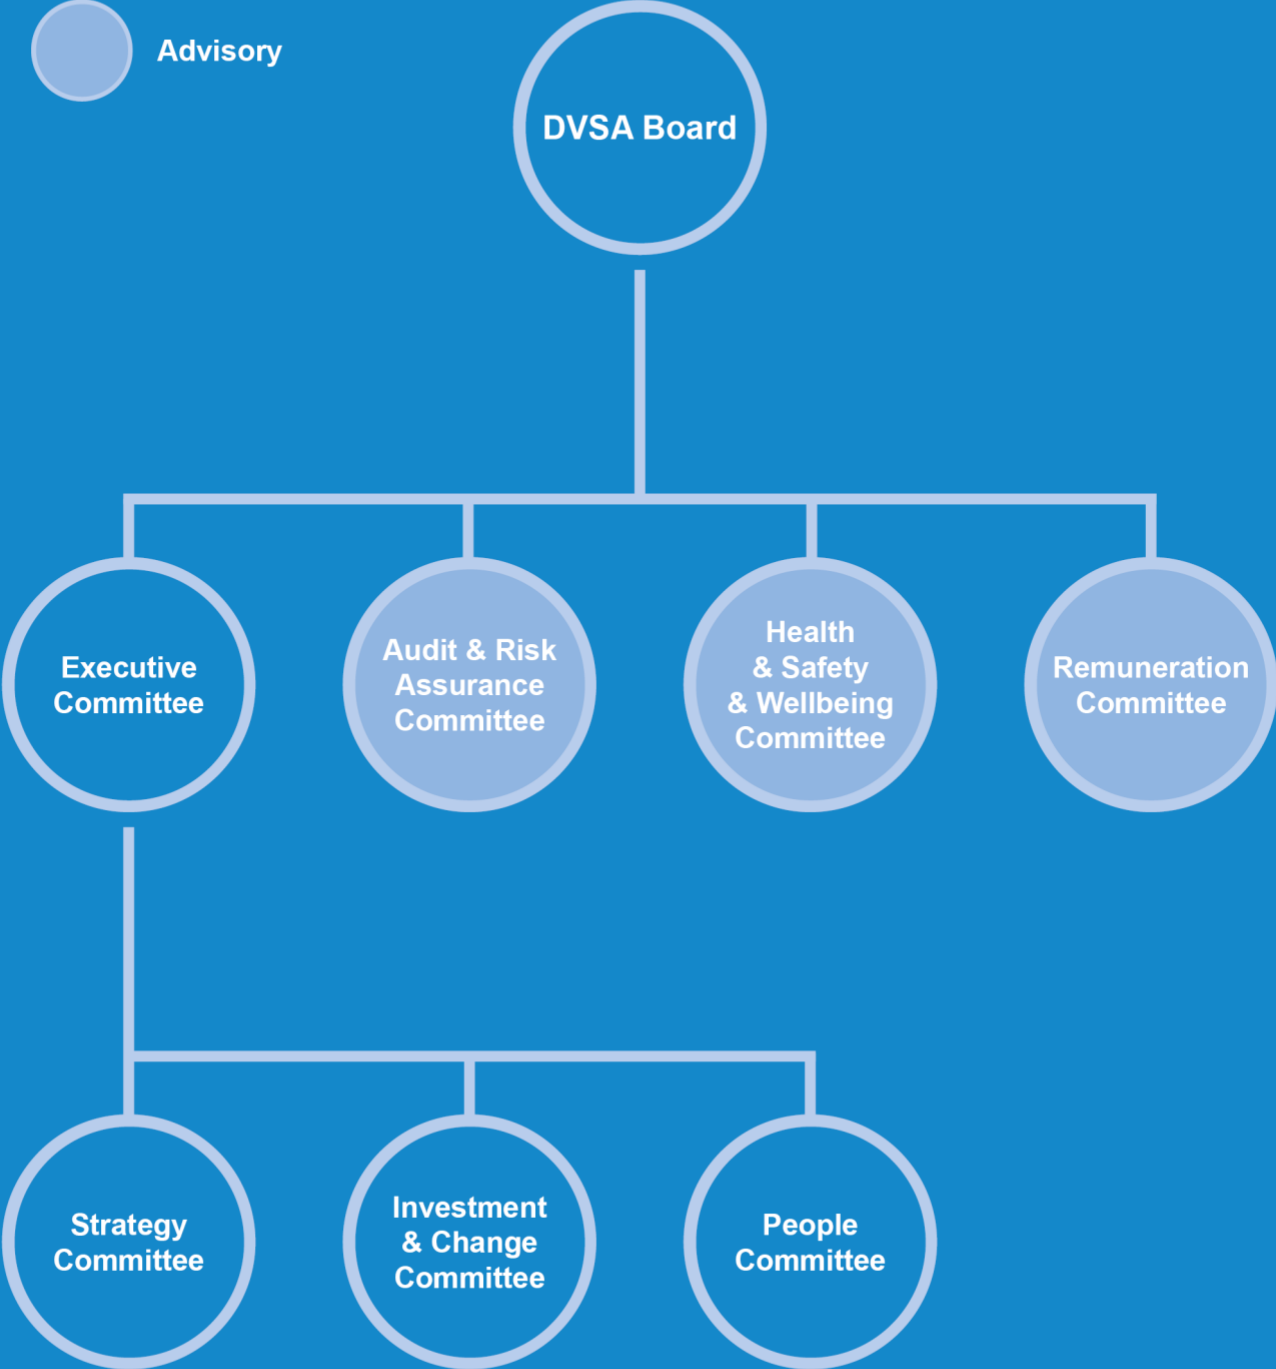 Advisory
DVSA Board
Executive
Committee
Audit & Risk
Assurance
Committee
Health
& Safety
& Wellbeing
Committee
Remuneration
Committee
Strategy
Committee
Investment
& Change
Committee
People
Committee